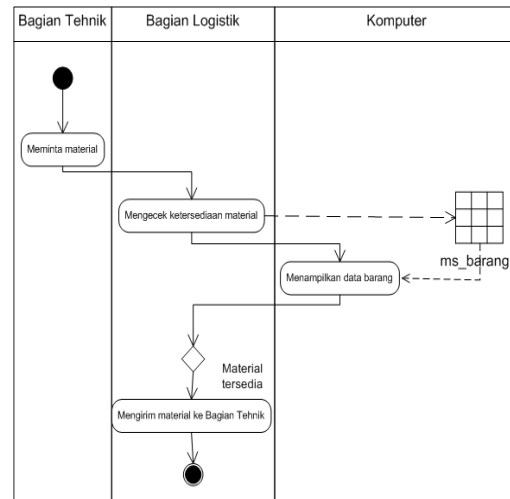 Bagian Tehnik
Bagian Logistik
Komputer
Meminta material
Mengecek ketersediaan material
ms_barang
Menampilkan data barang
Material
tersedia
Mengirim material ke Bagian Tehnik